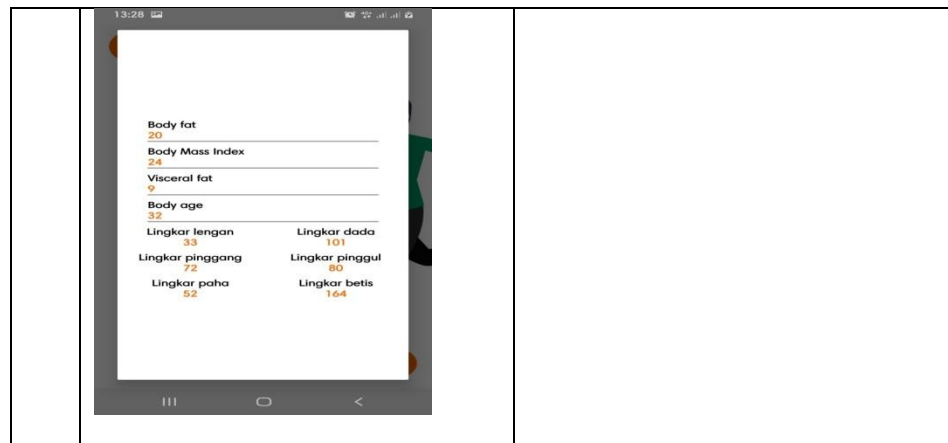 13:28
Body fat
20
Body Mass Index
24
Visceral fat
9
Body age
32
Lingkar lengan Lingkar dada
33 101
Lingkar pinggang Lingkar pinggul
72 80
Lingkar paha Lingkar betis
52 164